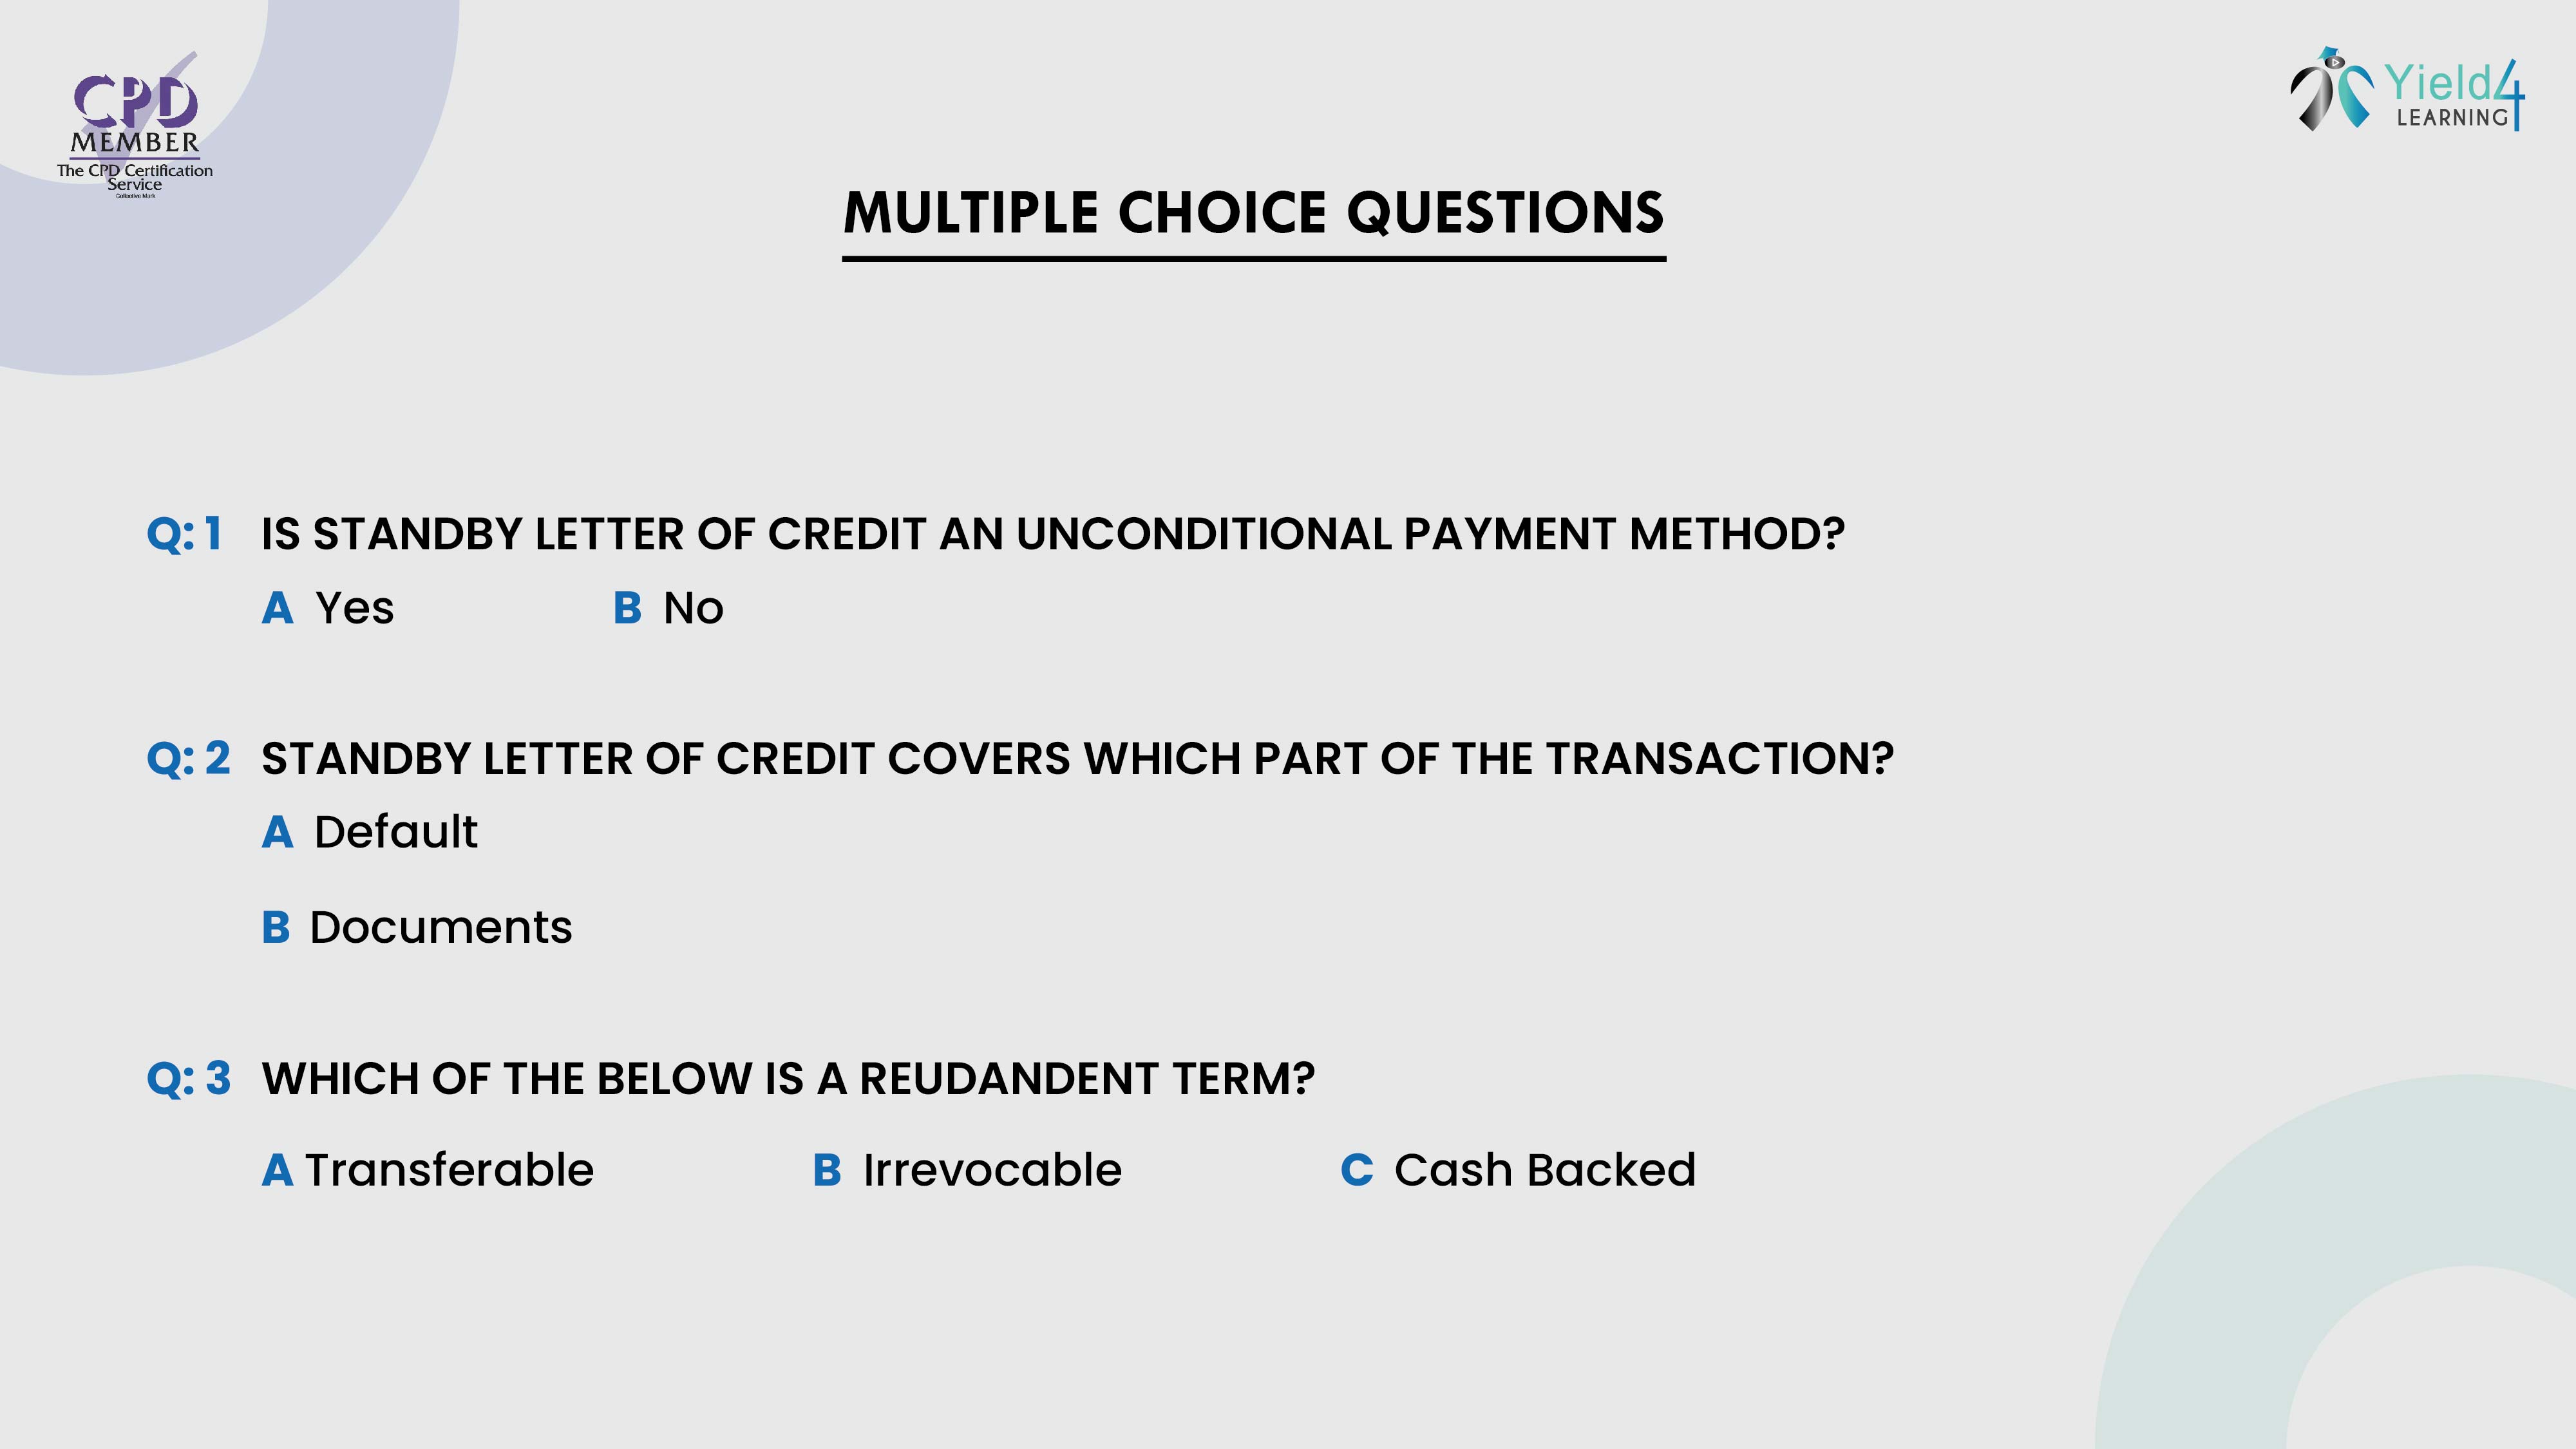 CPD
MEMBER
The CPD Certification
Service
Collective Mark
Yield4
LEARNING
MULTIPLE CHOICE QUESTIONS
Q: 1 IS STANDBY LETTER OF CREDIT AN UNCONDITIONAL PAYMENT METHOD?
A Yes B No
Q: 2 STANDBY LETTER OF CREDIT COVERS WHICH PART OF THE TRANSACTION?
A Default
B Documents
Q: 3 WHICH OF THE BELOW IS A REUDANDENT TERM?
A Transferable B Irrevocable C Cash Backed